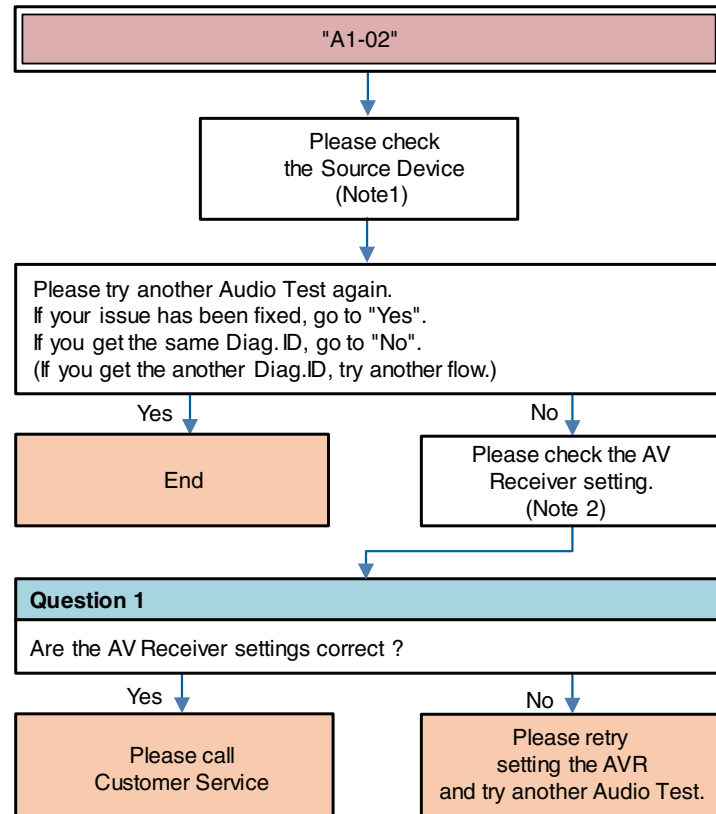 "A1-02"
Please check
the Source Device
(Note1)
Please try another Audio Test again.
If your issue has been fixed, go to "Yes".
If you get the same Diag.ID, go to "No".
(If you get the another Diag.ID, try another flow.)
Yes
No
End
Please check the AV
Receiver setting.
(Note 2)
Question 1
Are the AV Receiver settings correct ?
Yes
No
Please call
Customer Service
Please retry
setting the AVR
and try another Audio Test.